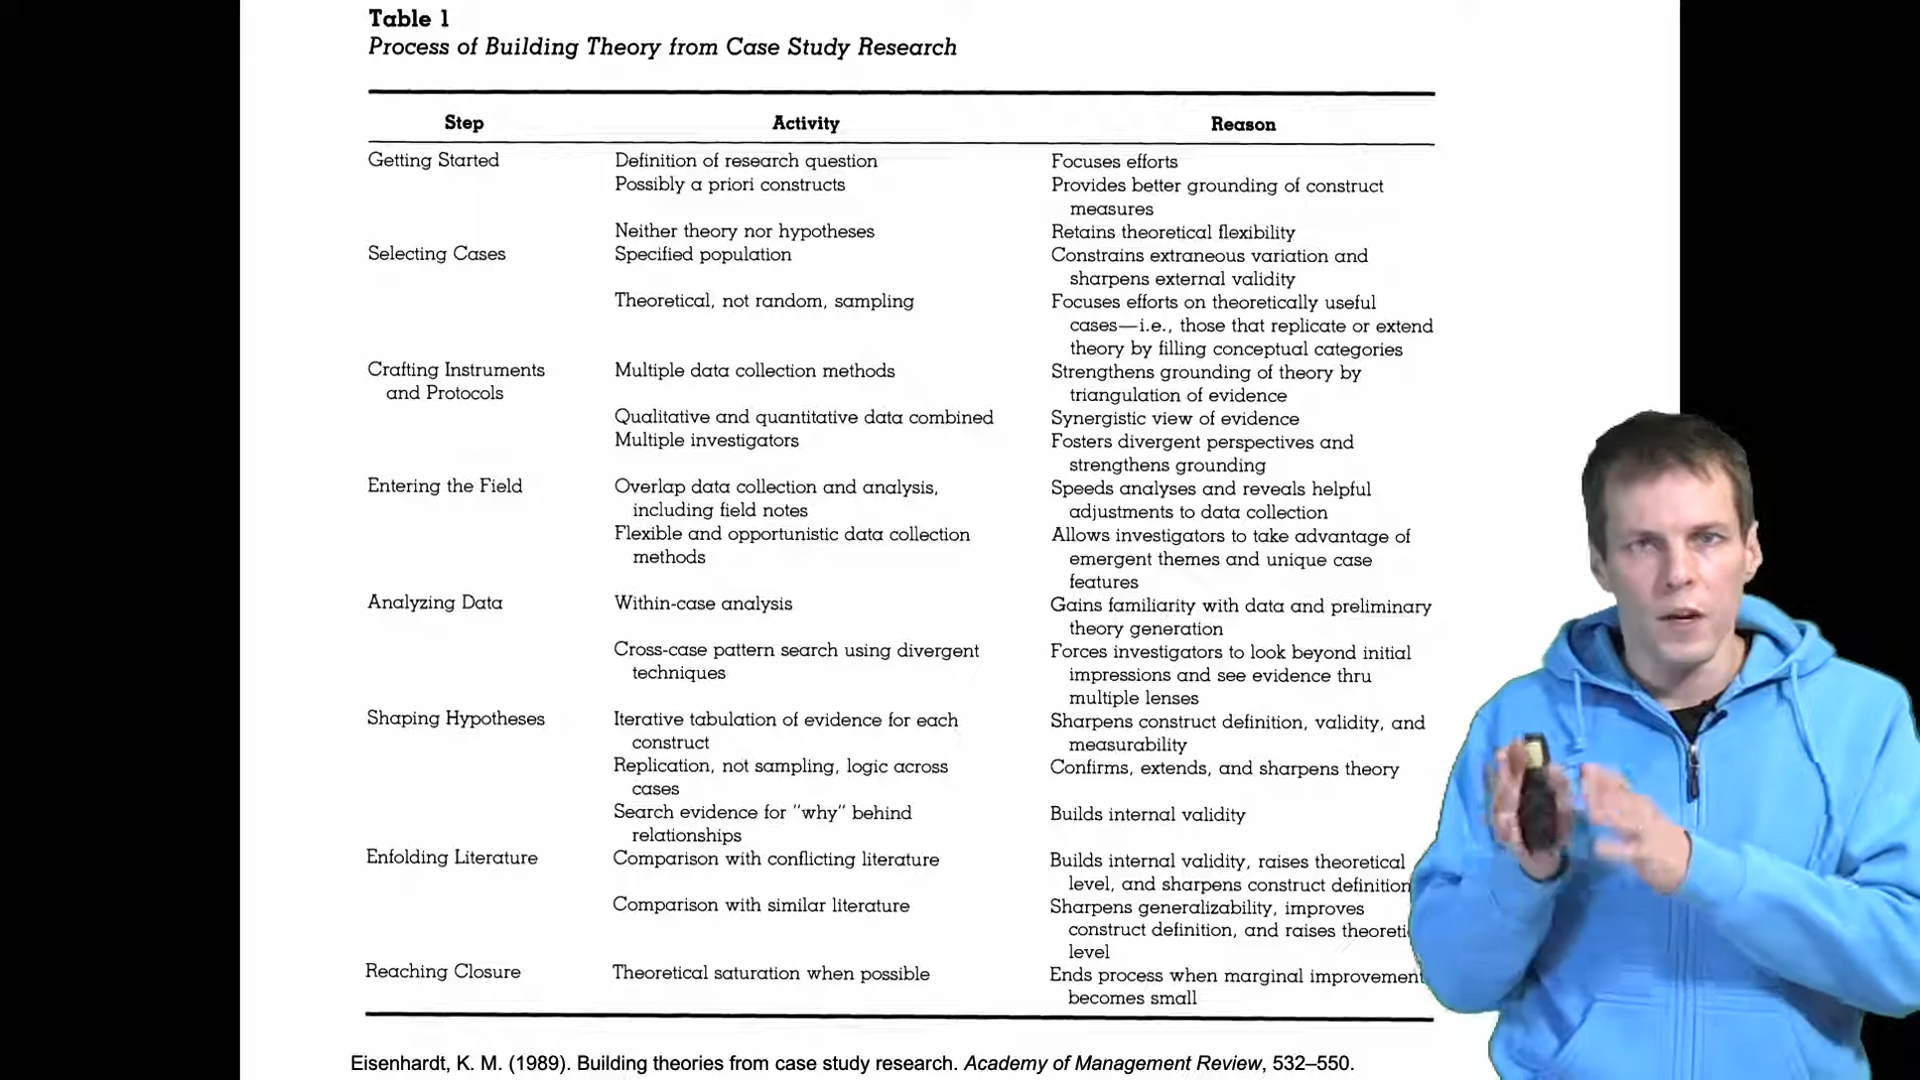 Table 1
Process of Building Theory from Case Study Research
Step Activity Reason
Getting Started Definition of research question Focuses efforts
Possibly a priori constructs Provides better grounding of construct
measures
Neither theory nor hypotheses Retains theoretical flexibility
Selecting Cases Specified population Constrains extraneous variation and
sharpens external validity
Theoretical, not random, sampling Focuses efforts on theoretically useful
cases—i.e., those that replicate or extend
theory by filling conceptual categories
Crafting Instruments Multiple data collection methods Strengthens grounding of theory by
and Protocols triangulation of evidence
Qualitative and quantitative data combined Synergistic view of evidence
Multiple investigators Fosters divergent perspectives and
strengthens grounding
Entering the Field Overlap data collection and analysis, Speeds analyses and reveals helpful
including field notes adjustments to data collection
Flexible and opportunistic data collection Allows investigators to take advantage of
methods emergent themes and unique case
features
Analyzing Data Within-case analysis Gains familiarity with data and preliminary
theory generation
Cross-case pattern search using divergent Forces investigators to look beyond initial
techniques impressions and see evidence thru
multiple lenses
Shaping Hypotheses Iterative tabulation of evidence for each Sharpens construct definition, validity, and
construct measurability
Replication, not sampling, logic across Confirms, extends, and sharpens theory
cases
Search evidence for "why" behind Builds internal validity
relationships
Enfolding Literature Comparison with conflicting literature Builds internal validity, raises theoretical
level, and sharpens construct definition
Comparison with similar literature Sharpens generalizability, improves
construct definition, and raises
level
Reaching Closure Theoretical saturation when possible Ends process when marginal improvement
becomes small
Eisenhardt, K. M. (1989). Building theories from case study research. Academy of Management Review, 532–550.